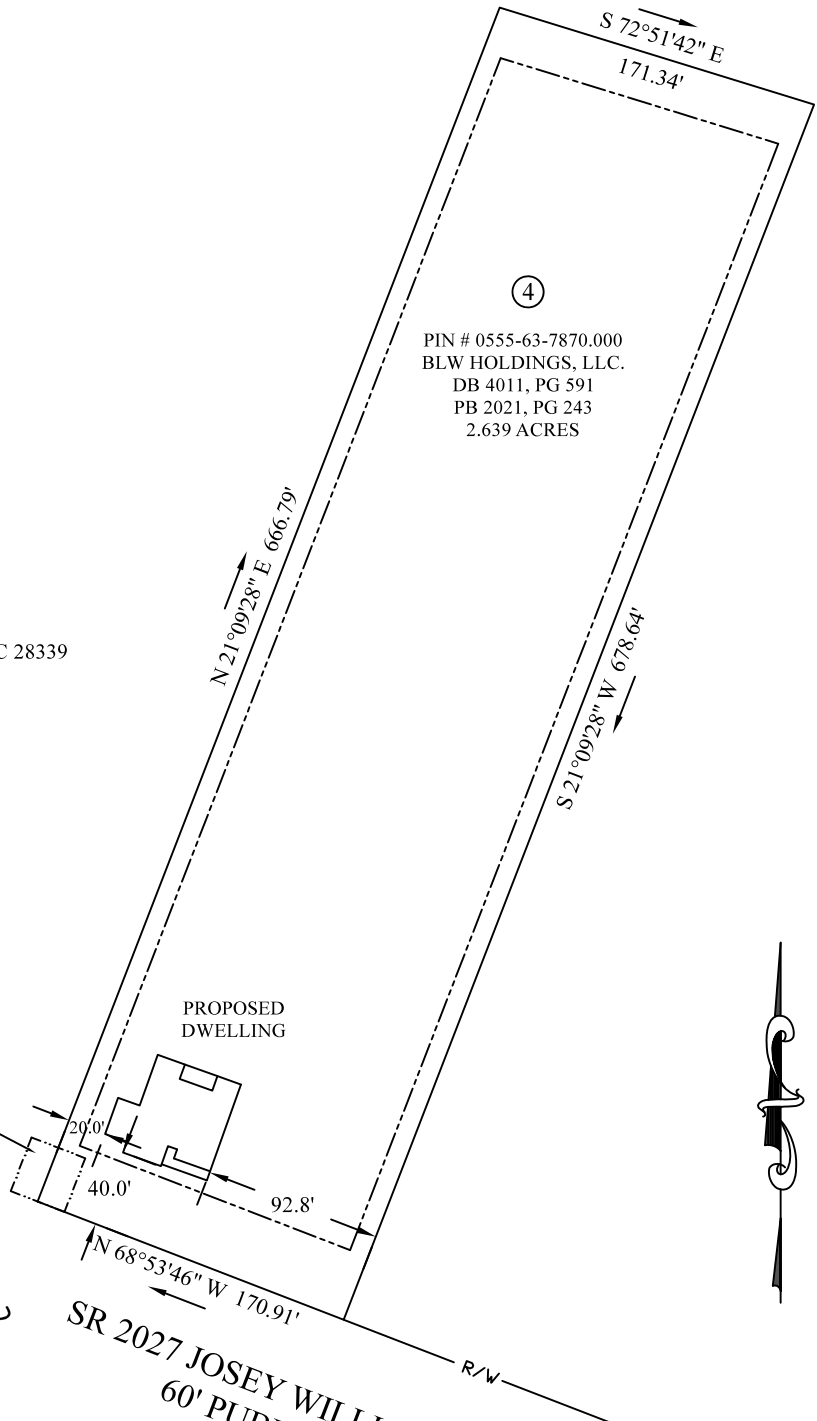 S 72°51'42" E
171.34'
4
PIN # 0555-63-7870.000
BLW HOLDINGS, LLC.
DB 4011, PG 591
PB 2021, PG 243
2.639 ACRES
N 21°09'28" E 666.79'
C 28339
S 21°09'28" W 678.64'
PROPOSED
DWELLING
20.0'
40.0'
92.8'
N 68°53'46" W 170.91'
SR 2027 JOSEY
R/W
60'